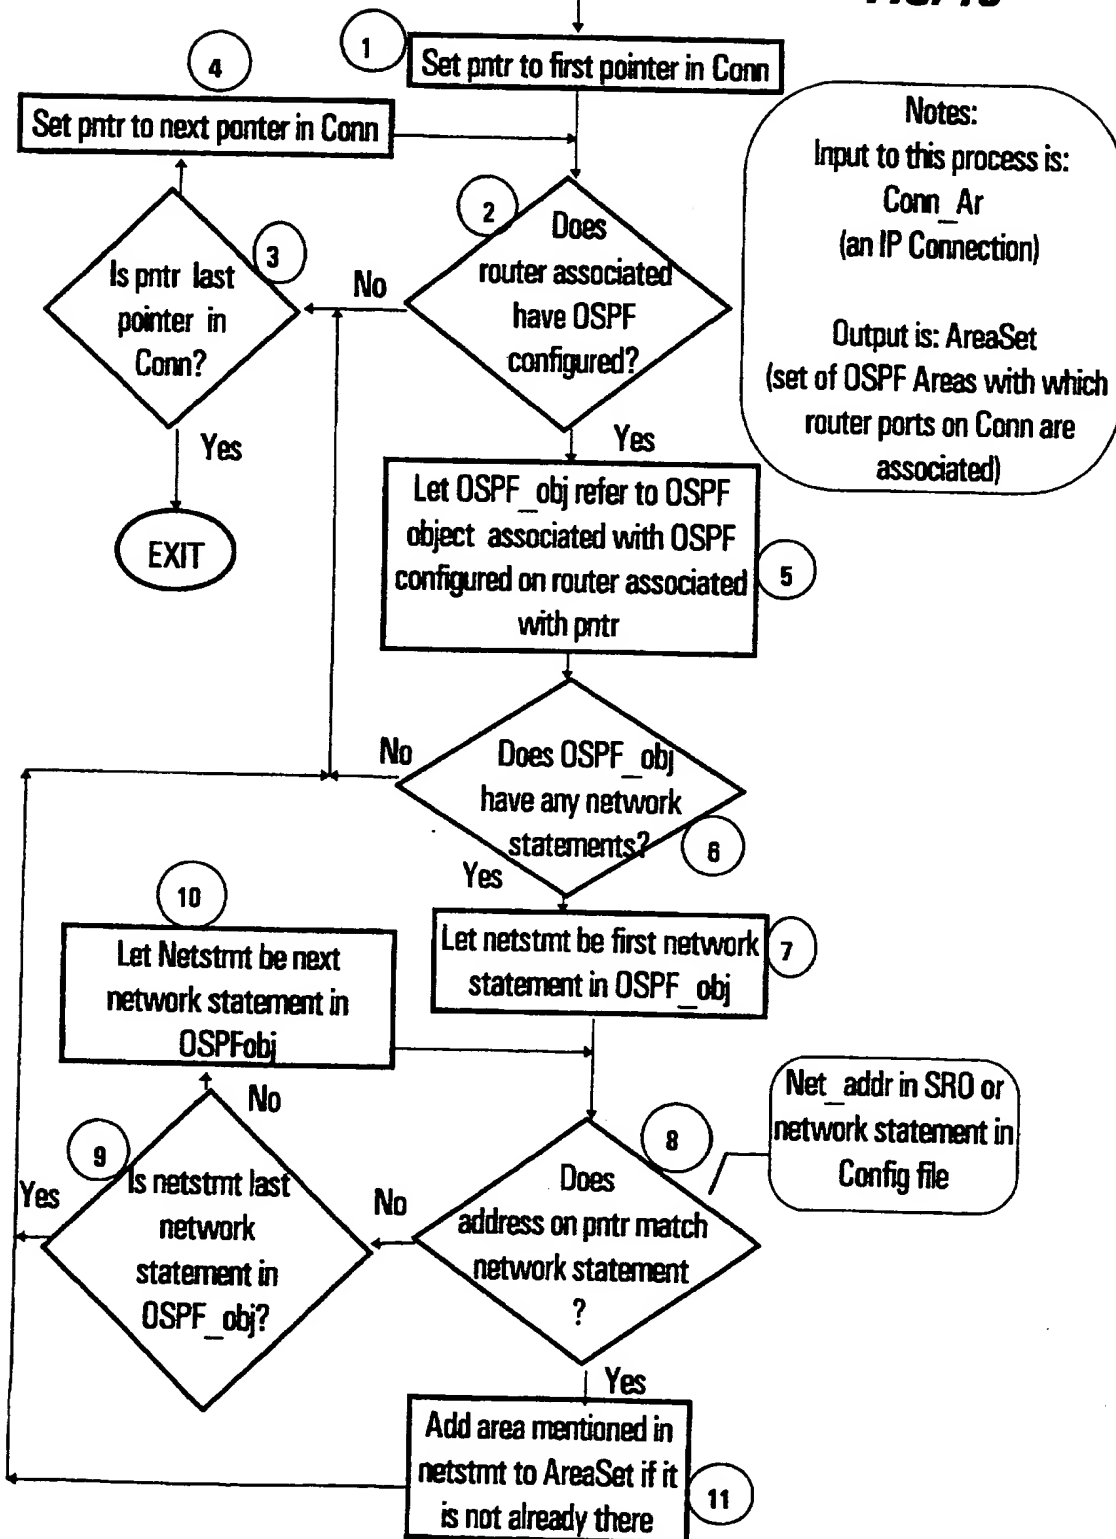 1
Set pntr to first pointer in Conn
4
Set pntr to next ponter in Conn
Notes:
Input to this process is:
Conn_Ar
(an IP Connection)
Output is: AreaSet
(set of OSPF Areas with which
router ports on Conn are
associated)
2
Does
router associated
have OSPF
configured?
No
Yes
3
Is pntr last
pointer in
Conn?
Yes
EXIT
Let OSPF_obj refer to OSPF
object associated with OSPF
configured on router associated
with pntr
5
Does OSPF_obj
have any network
statements?
6
No
Yes
10
Let Netstmt be next
network statement in
OSPFobj
Let netstmt be first network
statement in OSPF_obj
7
Net_addr in SRO or
network statement in
Config file
8
Does
address on pntr match
network statement
?
No
Yes
9
Is netstmt last
network
statement in
OSPF_obj?
No
Yes
Add area mentioned in
netstmt to AreaSet if it
is not already there
11